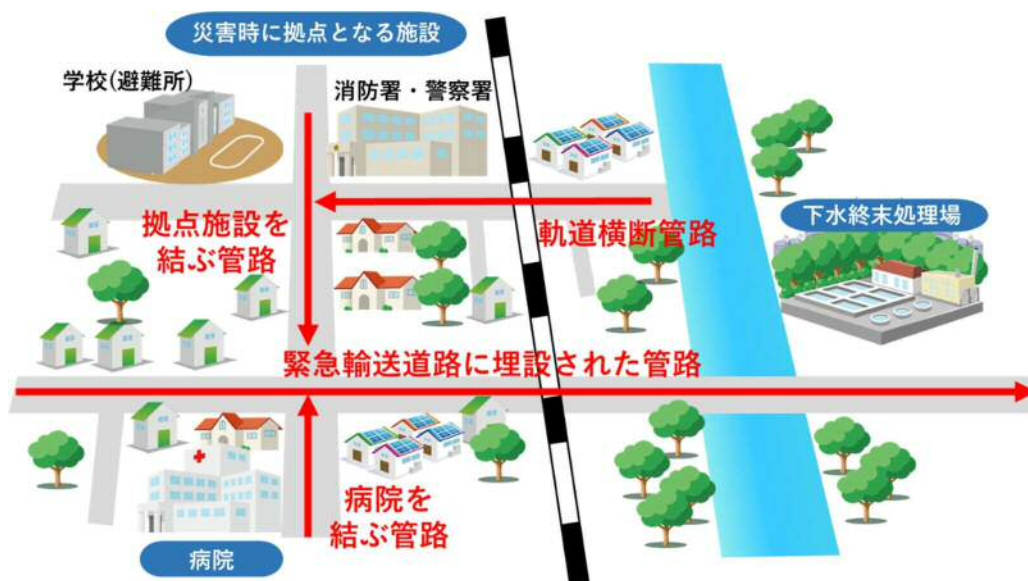 災害時に拠点となる施設
学校(避難所)
消防署・警察署
拠点施設を
結ぶ管路
軌道横断管路
下水終末処理場
緊急輸送道路に埋設された管路
病院を
結ぶ管路
病院